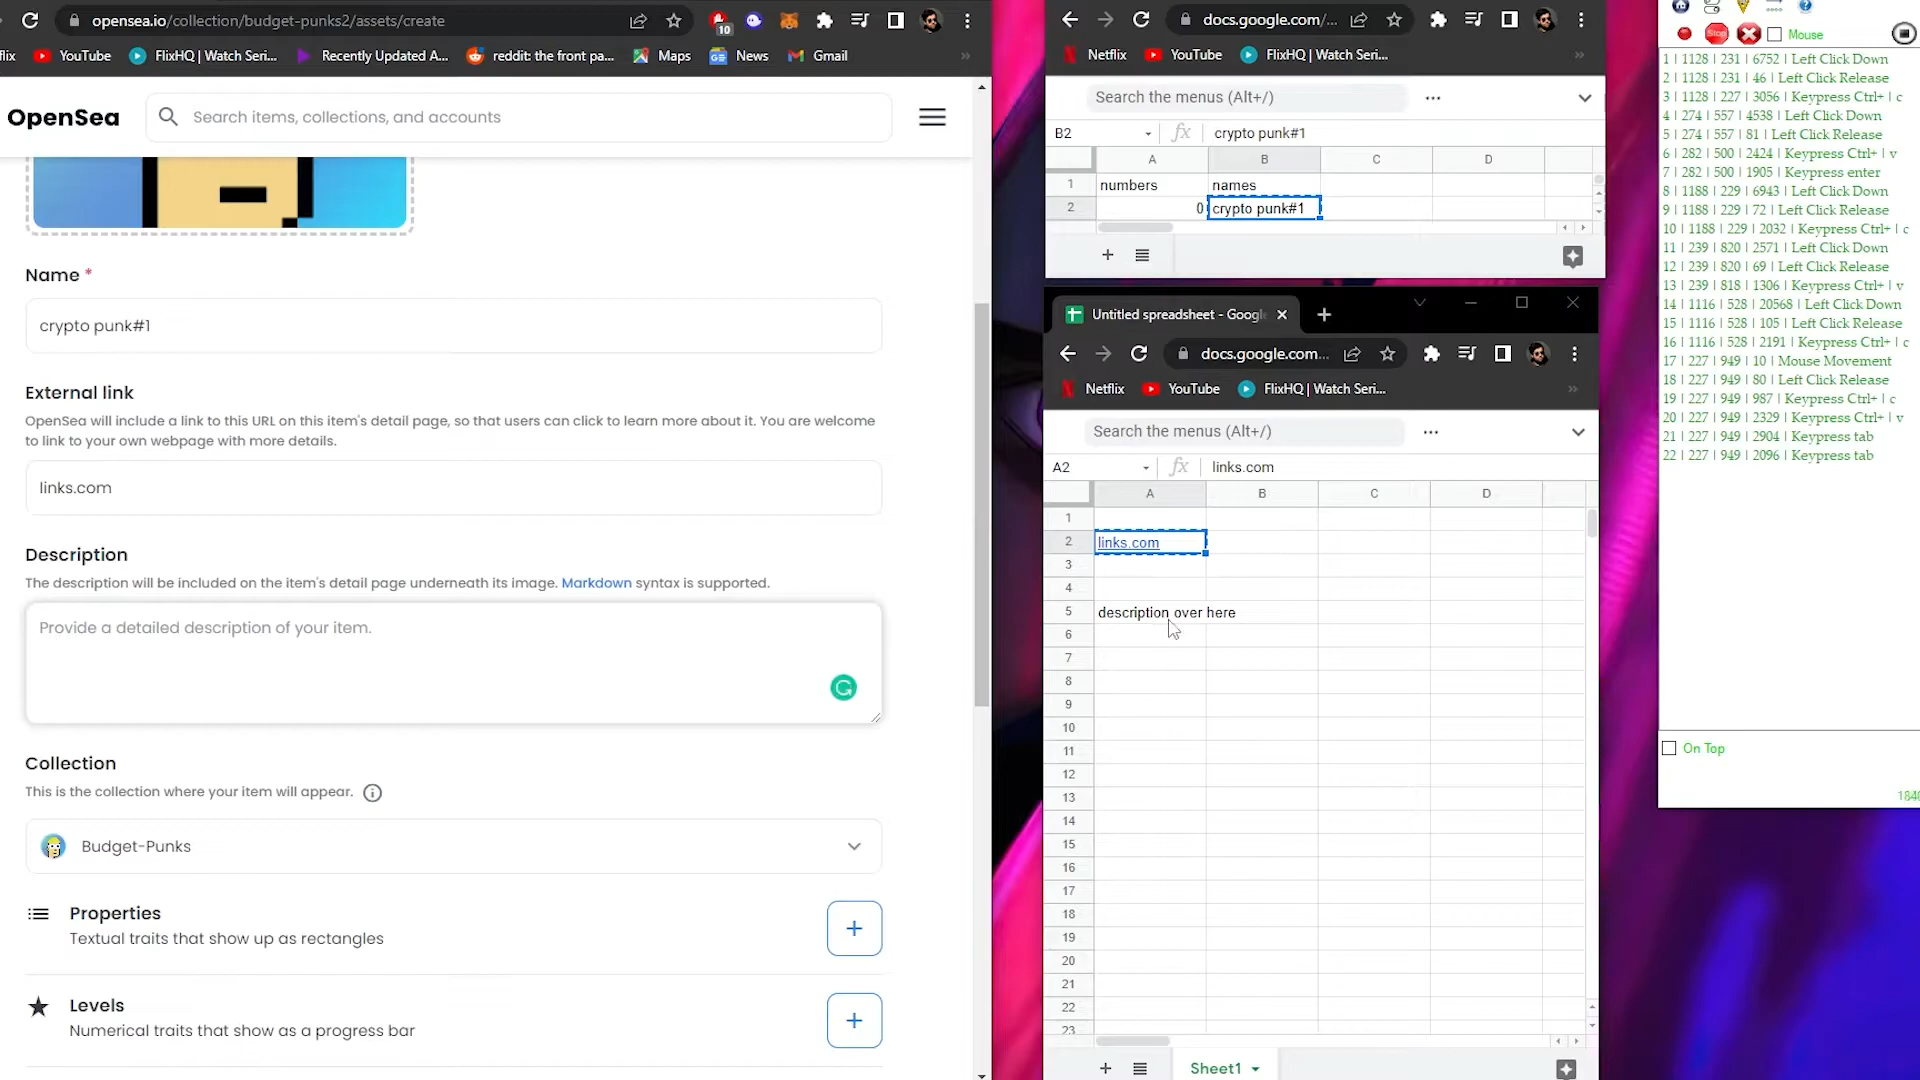 opensea.io/collection/budget-punks2/assets/create
10
flix
YouTube
FlixHQ | Watch Seri...
Recently Updated A...
reddit: the front pa...
Maps
News
Gmail
»
OpenSea
Search items, collections, and accounts
Name *
crypto punk#1
External link
OpenSea will include a link to this URL on this item's detail page, so that users can click to learn more about it. You are welcome
to link to your own webpage with more details.
links.com
Description
The description will be included on the item's detail page underneath its image. Markdown syntax is supported.
Provide a detailed description of your item.
Collection
This is the collection where your item will appear.
Budget-Punks
Properties
Textual traits that show up as rectangles
+
Levels
Numerical traits that show as a progress bar
+
docs.google.com/...
Netflix
YouTube
FlixHQ | Watch Seri...
»
Search the menus (Alt+/)
...
B2
fx
crypto punk#1
A B C D
1 numbers names
2 0 crypto punk#1
+
Untitled spreadsheet - Google
docs.google.com...
Netflix
YouTube
FlixHQ | Watch Seri...
»
Search the menus (Alt+/)
...
A2
fx
links.com
A B C D
1
2 links.com
3
4
5 description over here
6
7
8
9
10
11
12
13
14
15
16
17
18
19
20
21
22
23
+
Sheet1
Stop
Mouse
1 | 1128 | 231 | 6752 | Left Click Down
2 | 1128 | 231 | 46 | Left Click Release
3 | 1128 | 227 | 3056 | Keypress Ctrl+ | c
4 | 274 | 557 | 4538 | Left Click Down
5 | 274 | 557 | 81 | Left Click Release
6 | 282 | 500 | 2424 | Keypress Ctrl+ | v
7 | 282 | 500 | 1905 | Keypress enter
8 | 1188 | 229 | 6943 | Left Click Down
9 | 1188 | 229 | 72 | Left Click Release
10 | 1188 | 229 | 2032 | Keypress Ctrl+ | c
11 | 239 | 820 | 2571 | Left Click Down
12 | 239 | 820 | 69 | Left Click Release
13 | 239 | 818 | 1306 | Keypress Ctrl+ | v
14 | 1116 | 528 | 20568 | Left Click Down
15 | 1116 | 528 | 105 | Left Click Release
16 | 1116 | 528 | 2191 | Keypress Ctrl+ | c
17 | 227 | 949 | 10 | Mouse Movement
18 | 227 | 949 | 80 | Left Click Release
19 | 227 | 949 | 987 | Keypress Ctrl+ | c
20 | 227 | 949 | 2329 | Keypress Ctrl+ | v
21 | 227 | 949 | 2904 | Keypress tab
22 | 227 | 949 | 2096 | Keypress tab
On Top